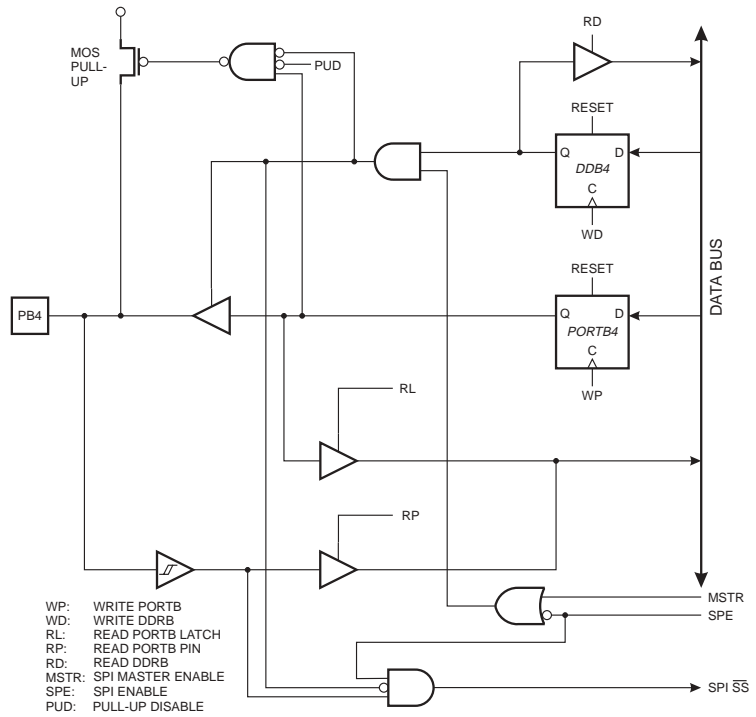 RD
MOS
PULL-
UP
PUD
RESET
Q D
DDB4
C
WD
RESET
DATA BUS
PB4
Q D
PORTB4
C
WP
RL
RP
MSTR
SPE
WP: WRITE PORTB
WD: WRITE DDRB
RL: READ PORTB LATCH
RP: READ PORTB PIN
RD: READ DDRB
MSTR: SPI MASTER ENABLE
SPE: SPI ENABLE
PUD: PULL-UP DISABLE
SPI S̅S̅